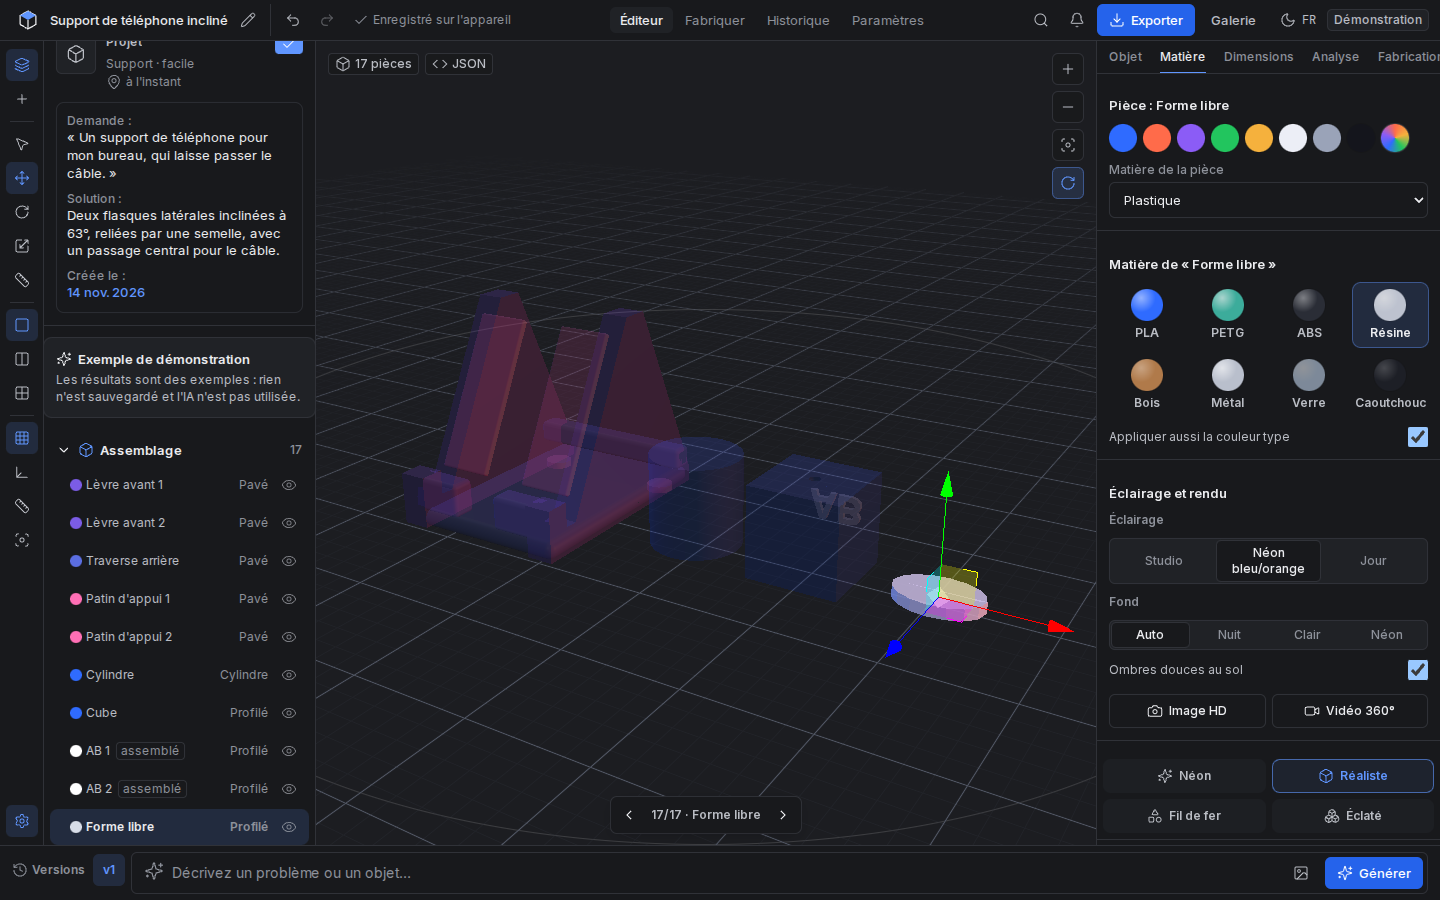 Support de téléphone incliné
Enregistré sur l'appareil
Éditeur
Fabriquer
Historique
Paramètres
Exporter
Galerie
FR
Démonstration
Projet
Support · facile
à l'instant
Demande :
« Un support de téléphone pour
mon bureau, qui laisse passer le
câble. »
Solution :
Deux flasques latérales inclinées à
63°, reliées par une semelle, avec
un passage central pour le câble.
Créée le :
14 nov. 2026
Exemple de démonstration
Les résultats sont des exemples : rien
n'est sauvegardé et l'IA n'est pas utilisée.
Assemblage 17
Lèvre avant 1 Pavé
Lèvre avant 2 Pavé
Traverse arrière Pavé
Patin d'appui 1 Pavé
Patin d'appui 2 Pavé
Cylindre Cylindre
Cube Profilé
AB 1 assemblé Profilé
AB 2 assemblé Profilé
Forme libre Profilé
17 pièces
JSON
AB
17/17 · Forme libre
Objet
Matière
Dimensions
Analyse
Fabrication
Pièce : Forme libre
Matière de la pièce
Plastique
Matière de « Forme libre »
PLA
PETG
ABS
Résine
Bois
Métal
Verre
Caoutchouc
Appliquer aussi la couleur type
Éclairage et rendu
Éclairage
Studio
Néon
bleu/orange
Jour
Fond
Auto
Nuit
Clair
Néon
Ombres douces au sol
Image HD
Vidéo 360°
Néon
Réaliste
Fil de fer
Éclaté
Versions
v1
Décrivez un problème ou un objet...
Générer